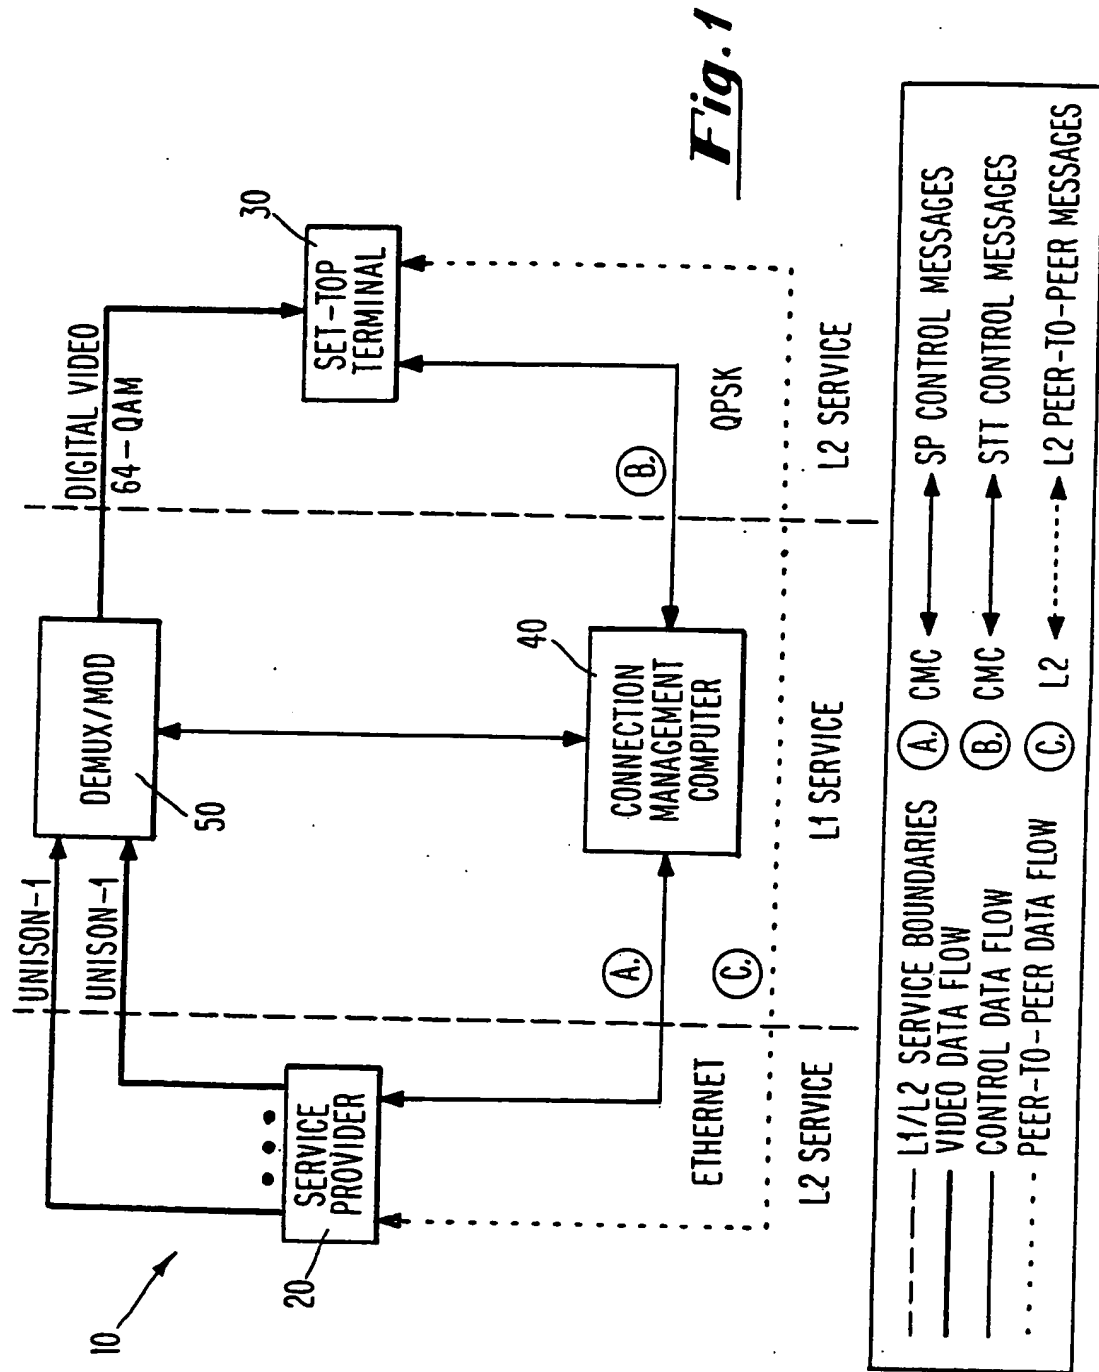 10
UNISON-1
UNISON-1
DEMUX/MOD
50
DIGITAL VIDEO
64-QAM
SERVICE
PROVIDER
20
SET-TOP
TERMINAL
30
CONNECTION
MANAGEMENT
COMPUTER
40
A.
B.
C.
ETHERNET
QPSK
L2 SERVICE
L1 SERVICE
L2 SERVICE
Fig. 1
L1/L2 SERVICE BOUNDARIES
VIDEO DATA FLOW
CONTROL DATA FLOW
PEER-TO-PEER DATA FLOW
A. CMC SP CONTROL MESSAGES
B. CMC STT CONTROL MESSAGES
C. L2 L2 PEER-TO-PEER MESSAGES